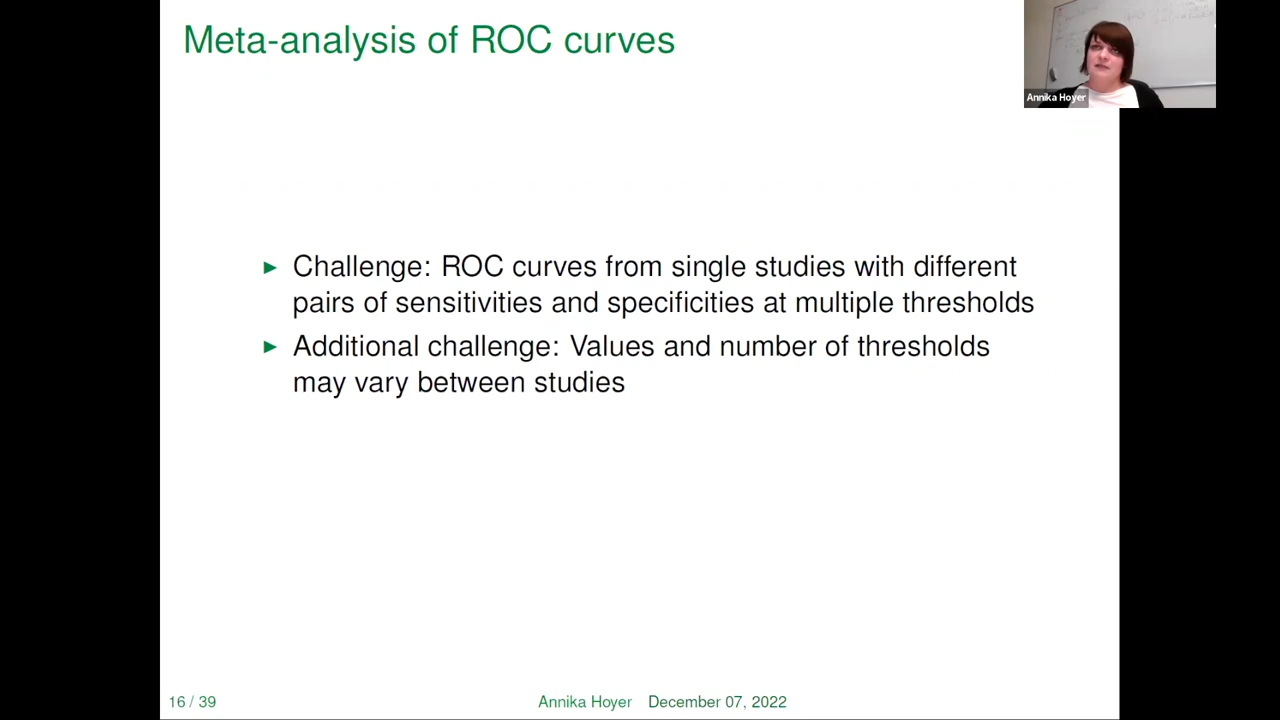 Meta-analysis of ROC curves
Annika Hoyer
► Challenge: ROC curves from single studies with different
pairs of sensitivities and specificities at multiple thresholds
► Additional challenge: Values and number of thresholds
may vary between studies
16 / 39
Annika Hoyer December 07, 2022